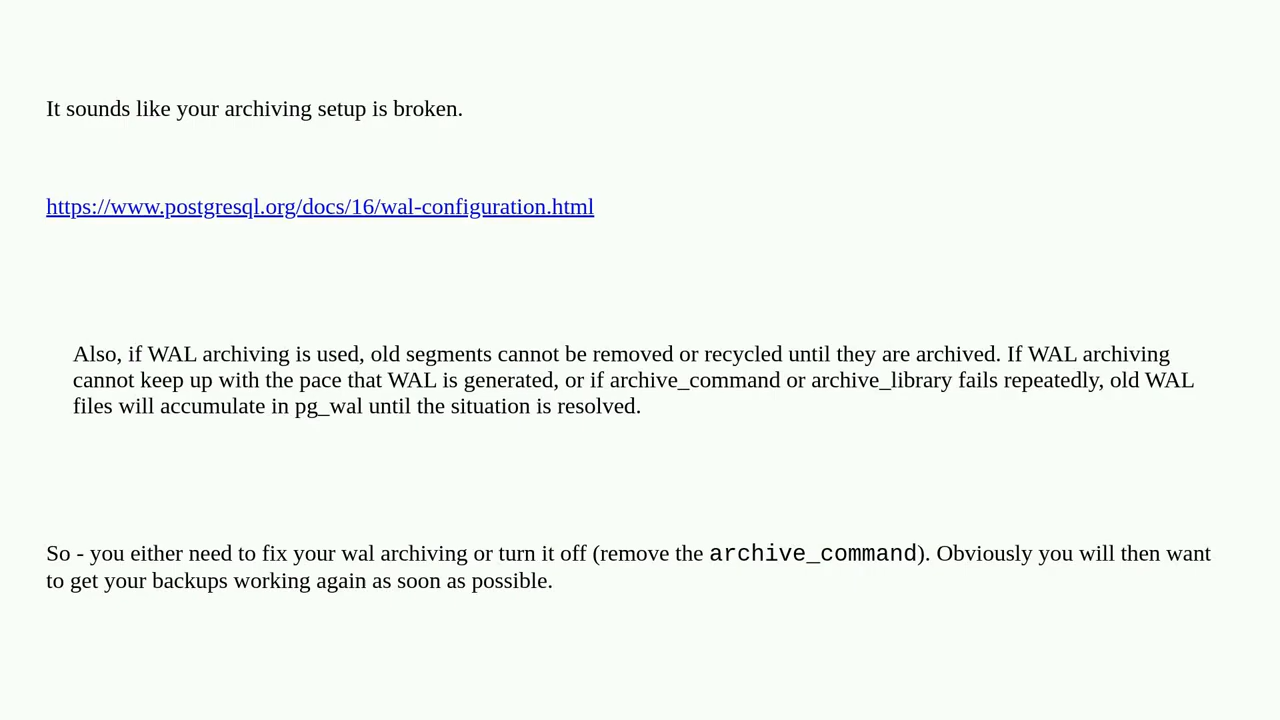 It sounds like your archiving setup is broken.
https://www.postgresql.org/docs/16/wal-configuration.html
Also, if WAL archiving is used, old segments cannot be removed or recycled until they are archived. If WAL archiving
cannot keep up with the pace that WAL is generated, or if archive_command or archive_library fails repeatedly, old WAL
files will accumulate in pg_wal until the situation is resolved.
So - you either need to fix your wal archiving or turn it off (remove the archive_command). Obviously you will then want
to get your backups working again as soon as possible.